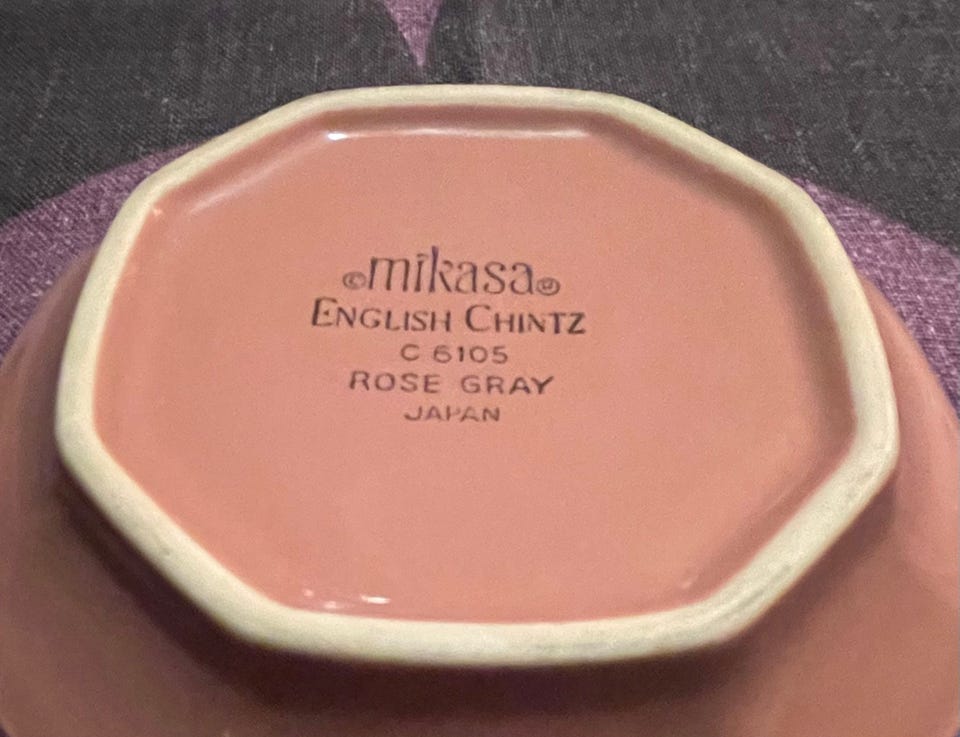 ©mikasa®
ENGLISH CHINTZ
C 6105
ROSE GRAY
JAPAN